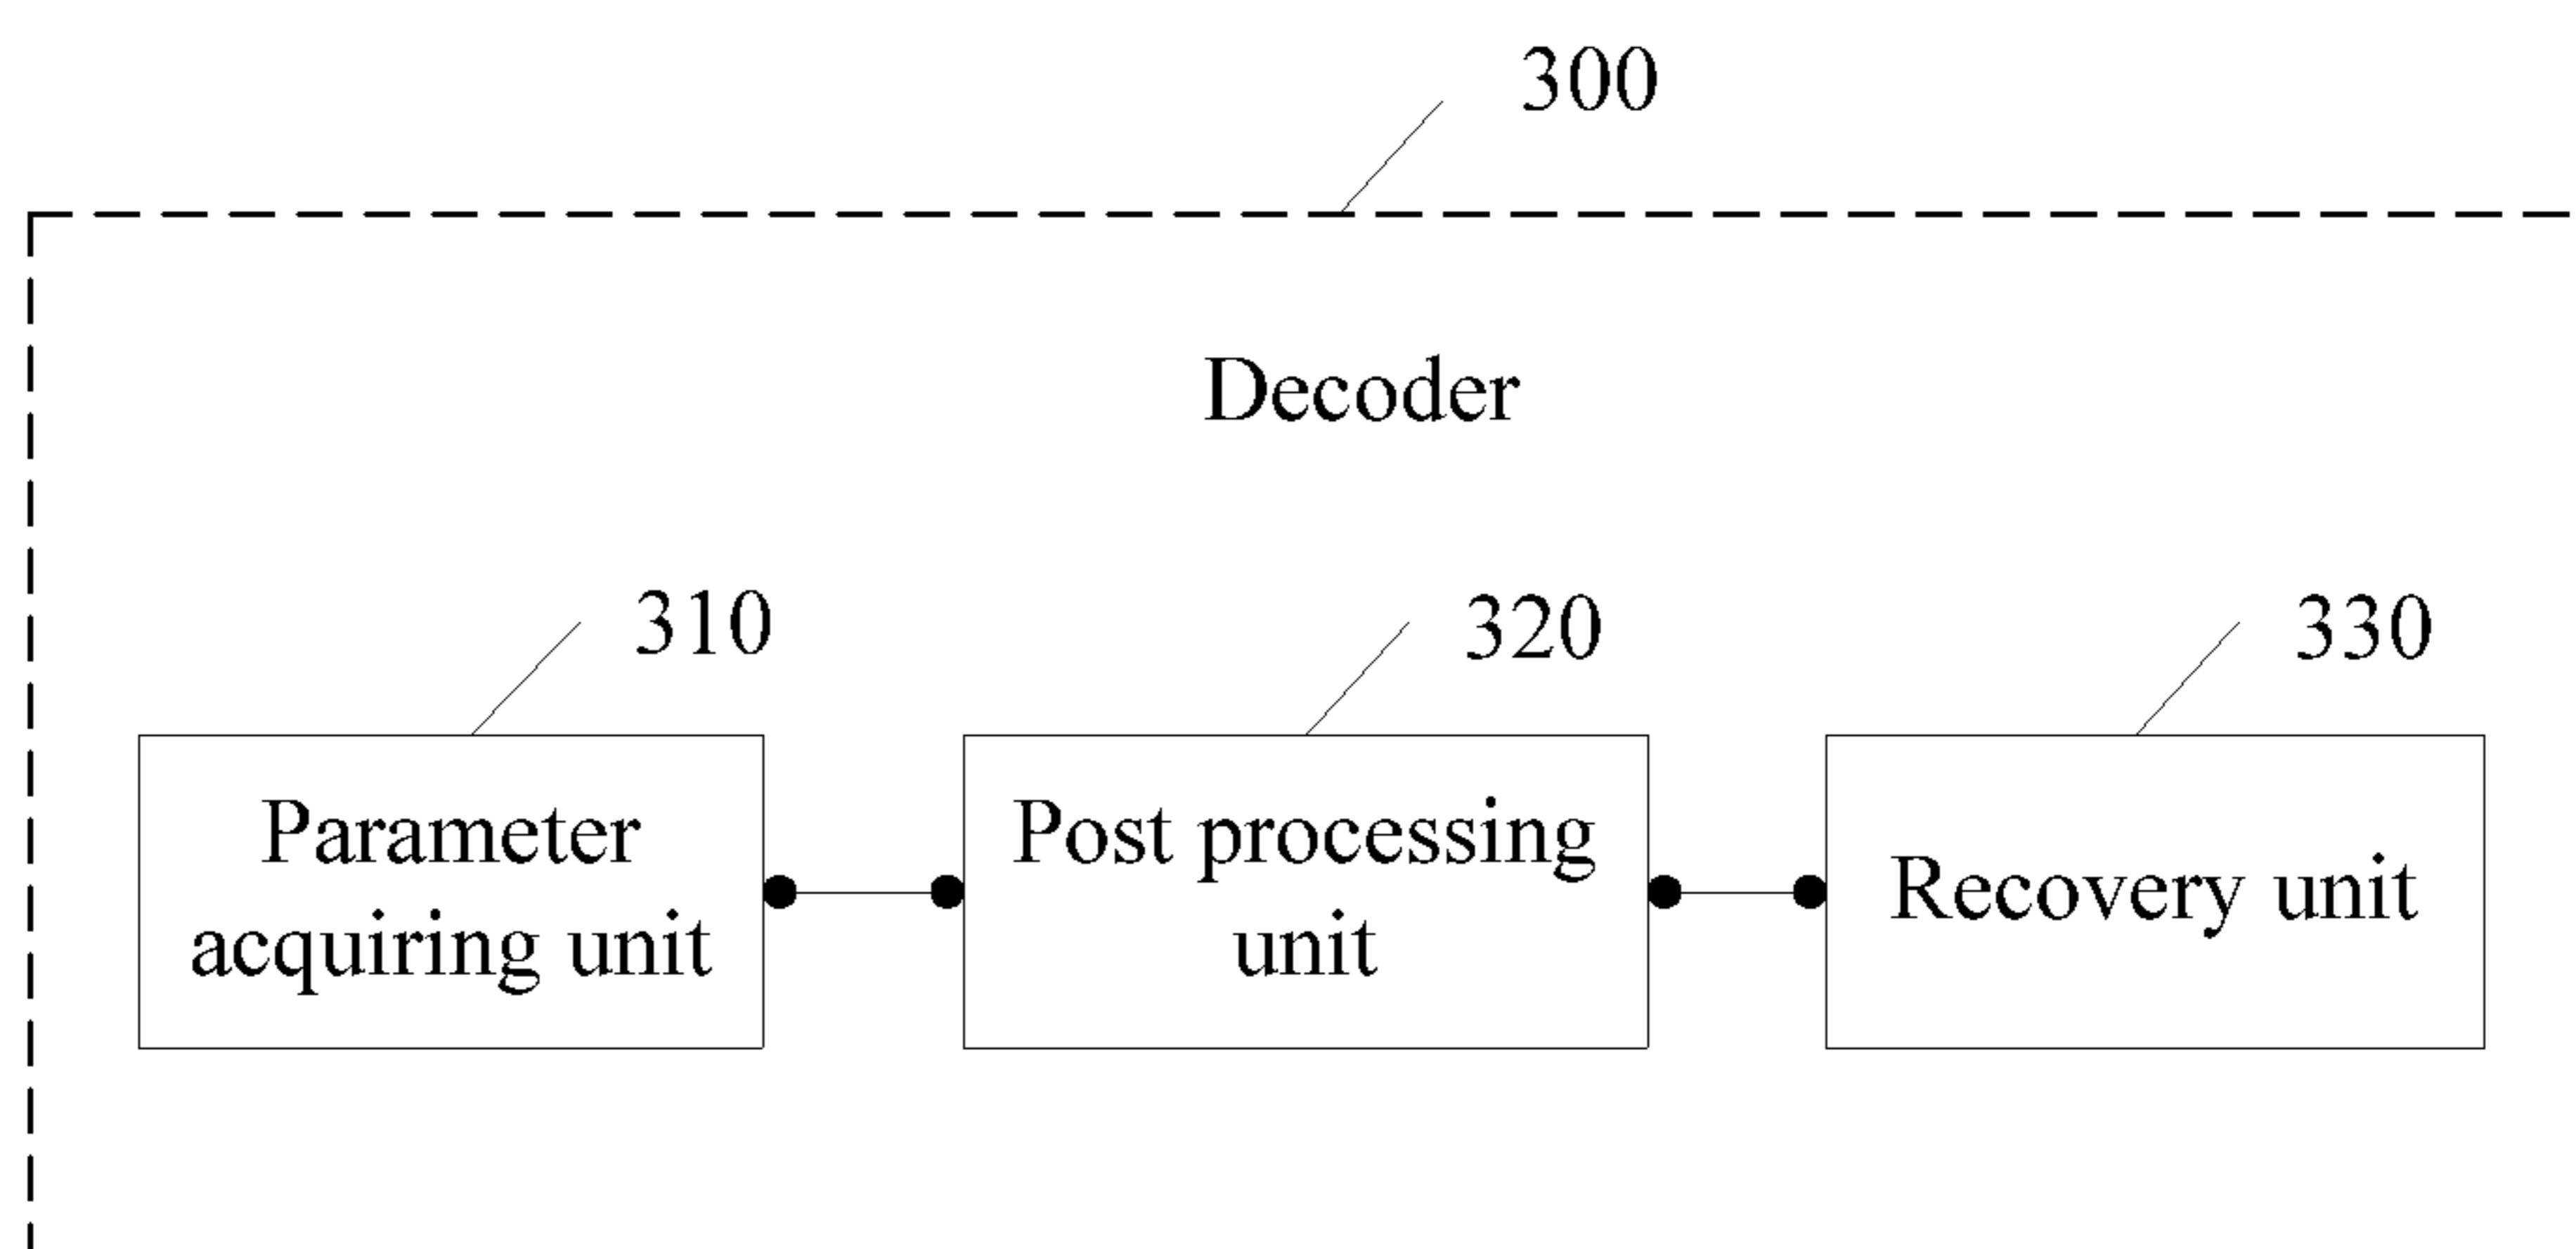 300
Decoder
310
320
330
Parameter
acquiring unit
Post processing
unit
Recovery unit